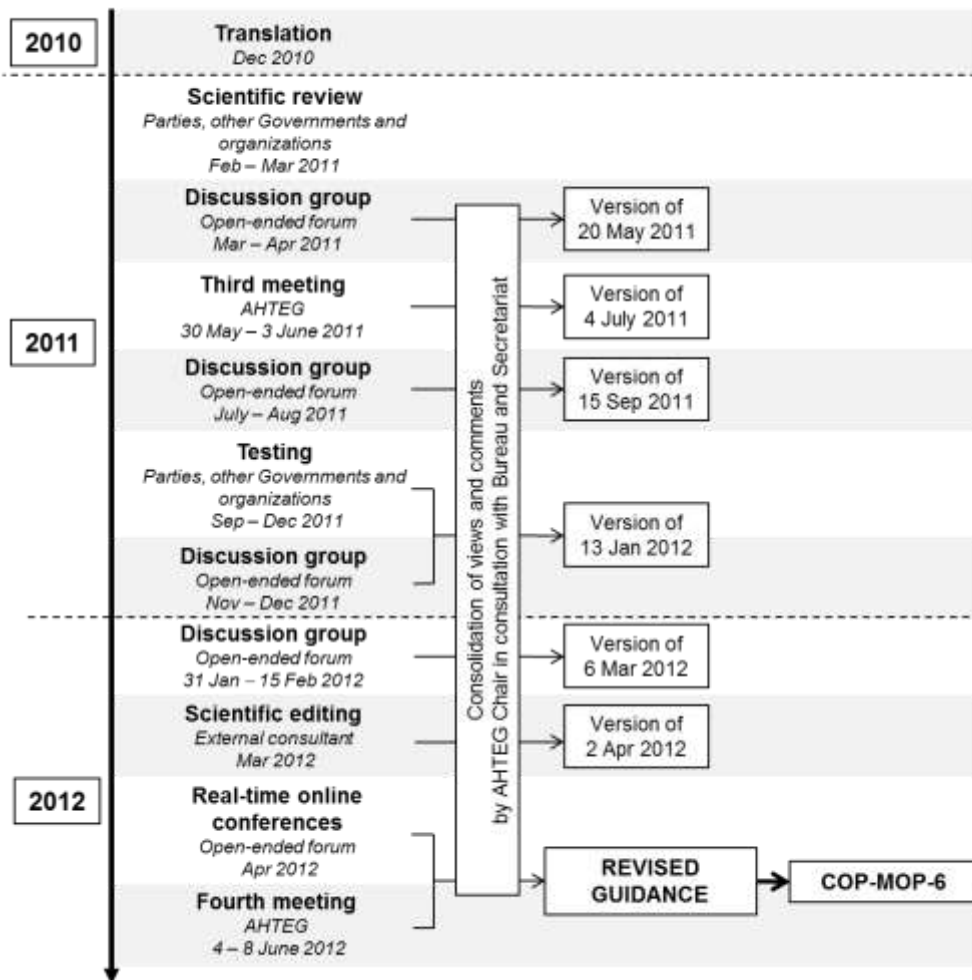 2010
Translation
Dec 2010
Scientific review
Parties, other Governments and
organizations
Feb – Mar 2011
Discussion group
Open-ended forum
Mar – Apr 2011
Version of
20 May 2011
Third meeting
AHTEG
30 May – 3 June 2011
Version of
4 July 2011
2011
Discussion group
Open-ended forum
July – Aug 2011
Version of
15 Sep 2011
Testing
Parties, other Governments and
organizations
Sep – Dec 2011
Version of
13 Jan 2012
Discussion group
Open-ended forum
Nov – Dec 2011
Consolidation of views and comments
by AHTEG Chair in consultation with Bureau and Secretariat
Discussion group
Open-ended forum
31 Jan – 15 Feb 2012
Version of
6 Mar 2012
Scientific editing
External consultant
Mar 2012
Version of
2 Apr 2012
2012
Real-time online
conferences
Open-ended forum
Apr 2012
REVISED
GUIDANCE
COP-MOP-6
Fourth meeting
AHTEG
4 – 8 June 2012